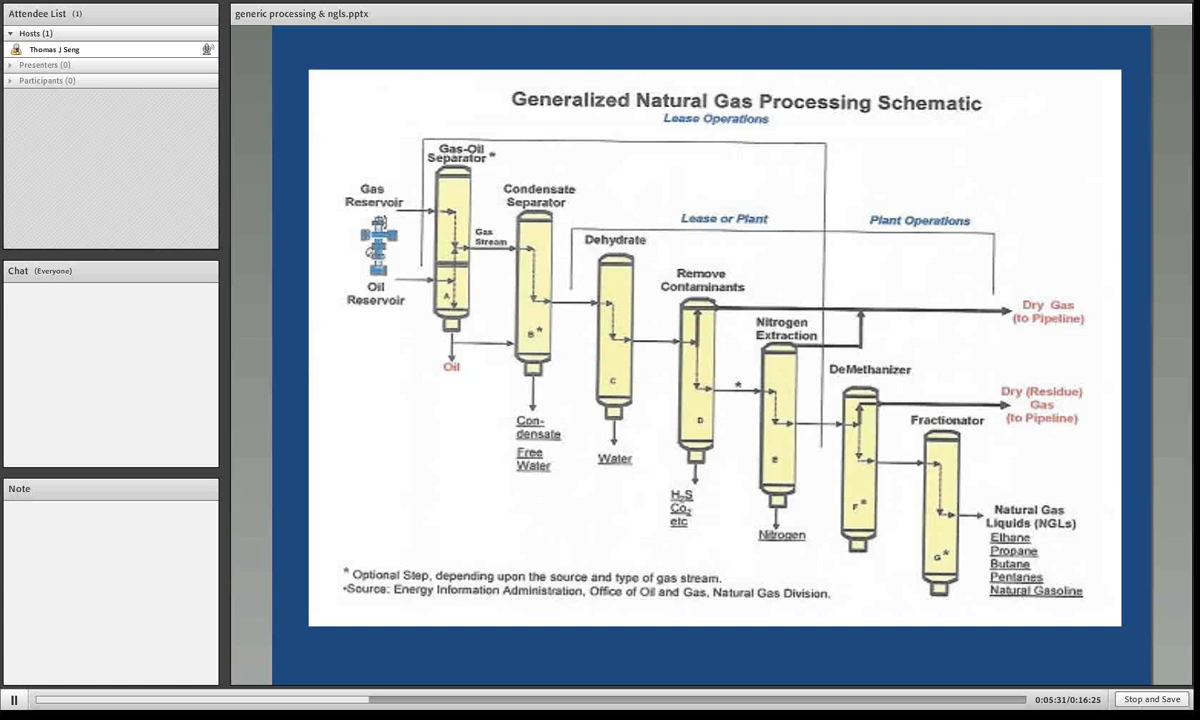 Attendee List (1)
Hosts (1)
Thomas J Seng
Presenters (0)
Participants (0)
Chat (Everyone)
Note
generic processing & ngls.pptx
Generalized Natural Gas Processing Schematic
Lease Operations
Gas-Oil
Separator *
Gas
Reservoir
Condensate
Separator
Gas
Stream
Lease or Plant
Plant Operations
Dehydrate
Remove
Contaminants
Oil
Reservoir
A
B *
Dry Gas
(to Pipeline)
Nitrogen
Extraction
Oil
DeMethanizer
C
*
Dry (Residue)
Gas
(to Pipeline)
Con-
densate
Free
Water
D
Fractionator
Water
E
H₂S
Co₂
etc
F *
Nitrogen
Natural Gas
Liquids (NGLs)
Ethane
Propane
Butane
Pentanes
Natural Gasoline
G *
* Optional Step, depending upon the source and type of gas stream.
•Source: Energy Information Administration, Office of Oil and Gas, Natural Gas Division.
0:05:31/0:16:25
Stop and Save